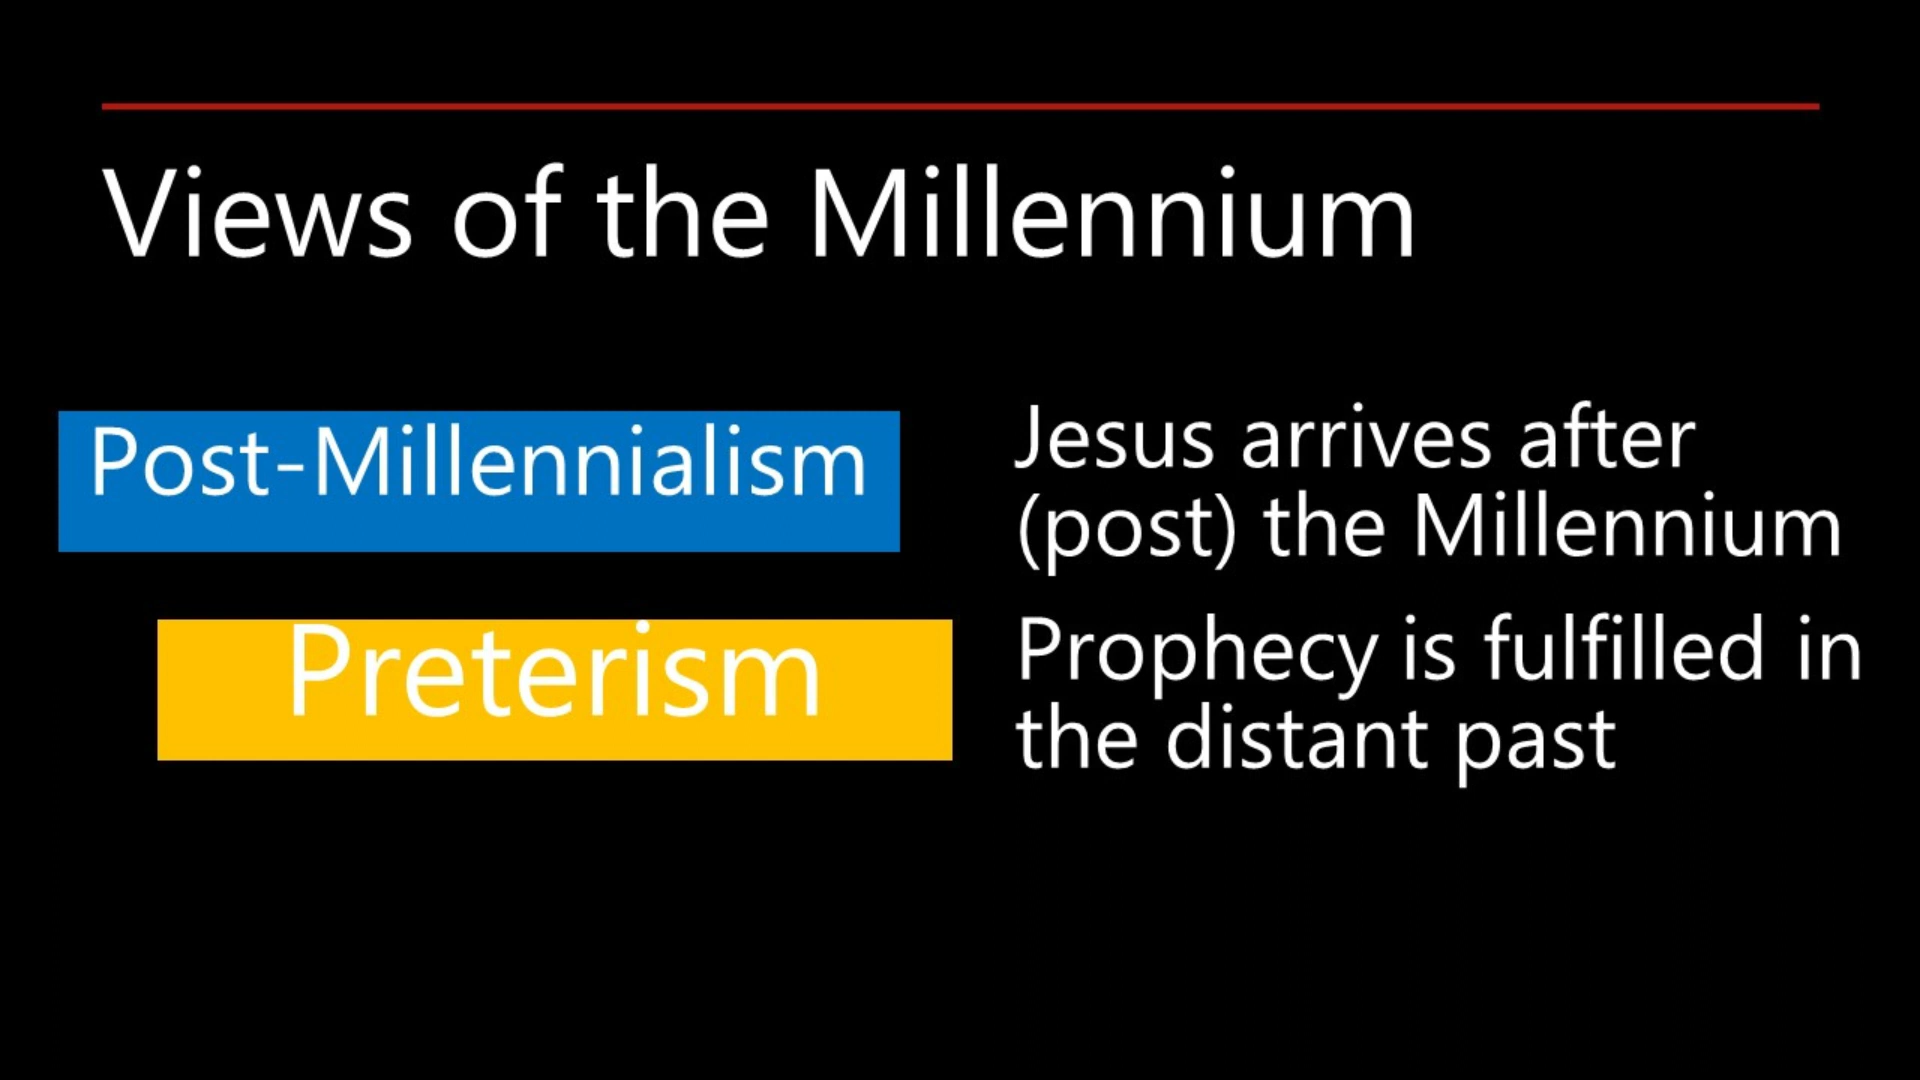 Views of the Millennium
Post-Millennialism
Jesus arrives after
(post) the Millennium
Preterism
Prophecy is fulfilled in
the distant past